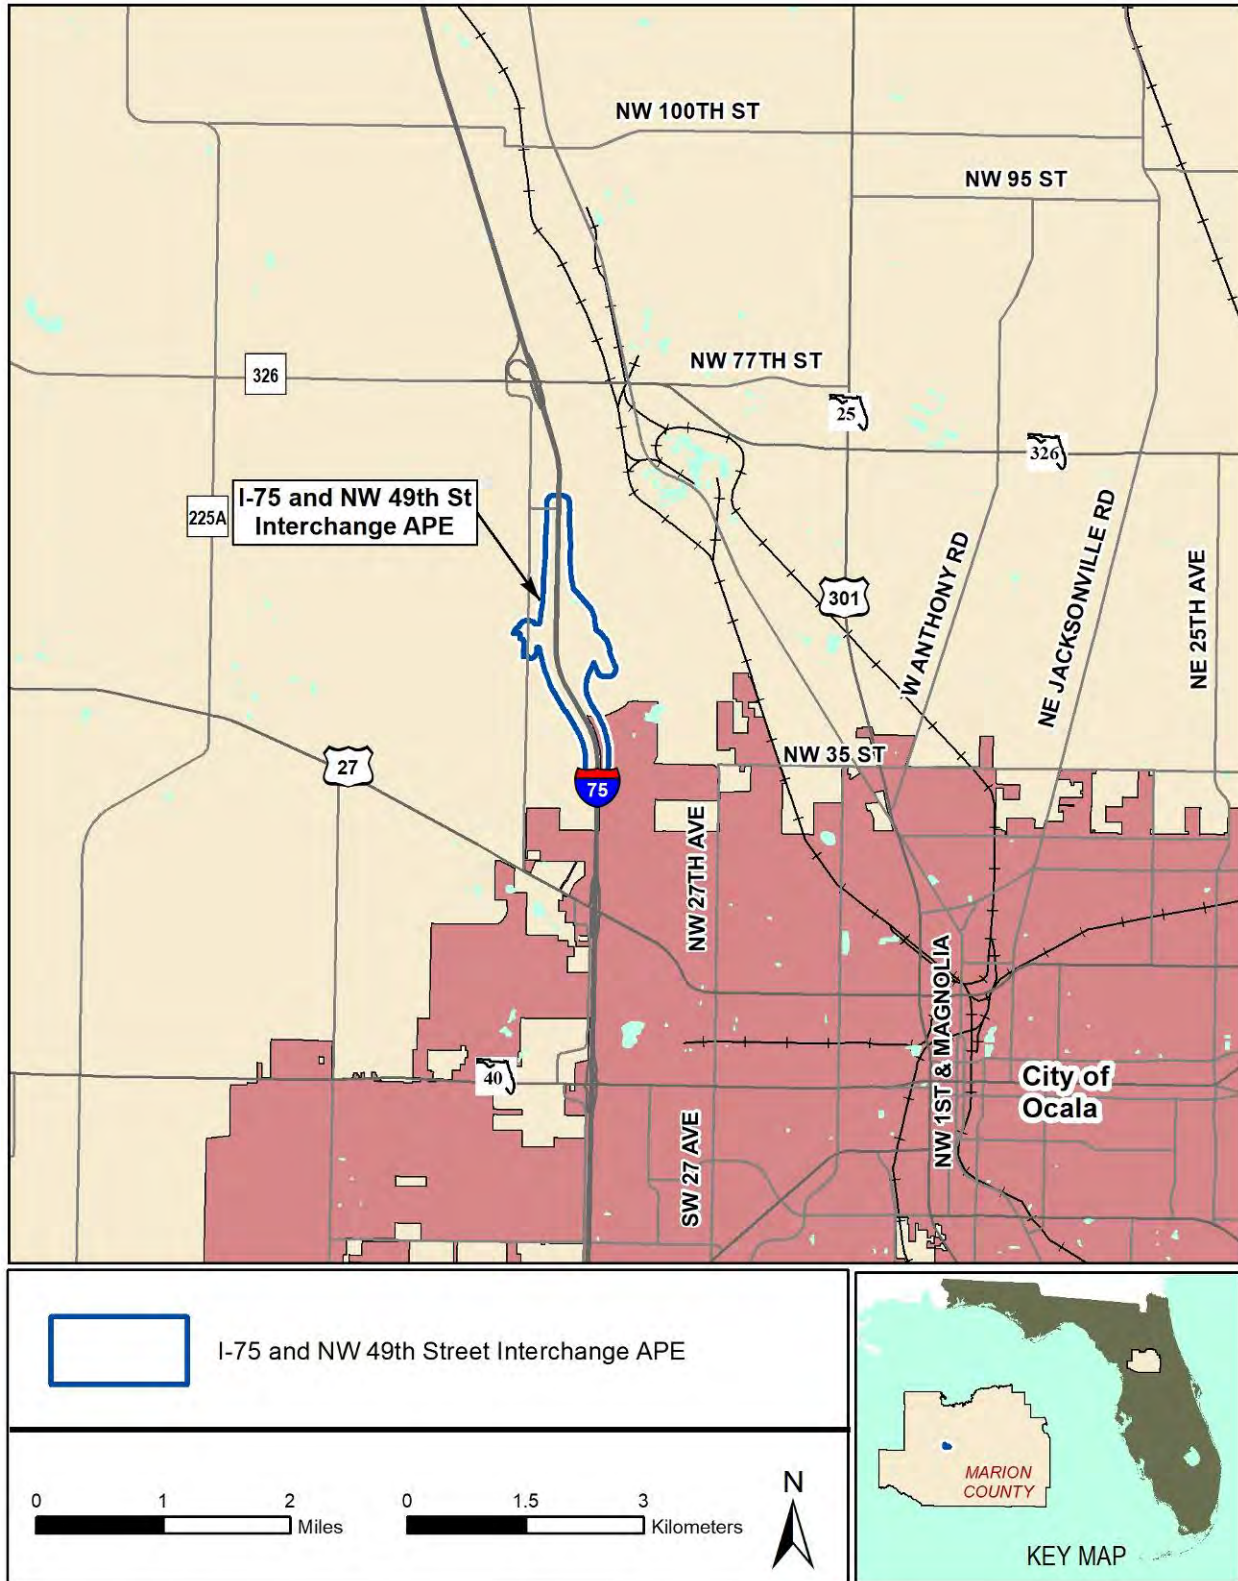 NW 100TH ST
NW 95 ST
NW 77TH ST
326
25
326
I-75 and NW 49th St
Interchange APE
225A
301
W ANTHONY RD
NE JACKSONVILLE RD
NE 25TH AVE
27
NW 35 ST
75
NW 27TH AVE
NW 1ST & MAGNOLIA
40
City of
Ocala
SW 27 AVE
I-75 and NW 49th Street Interchange APE
0 1 2
Miles
0 1.5 3
Kilometers
N
MARION
COUNTY
KEY MAP